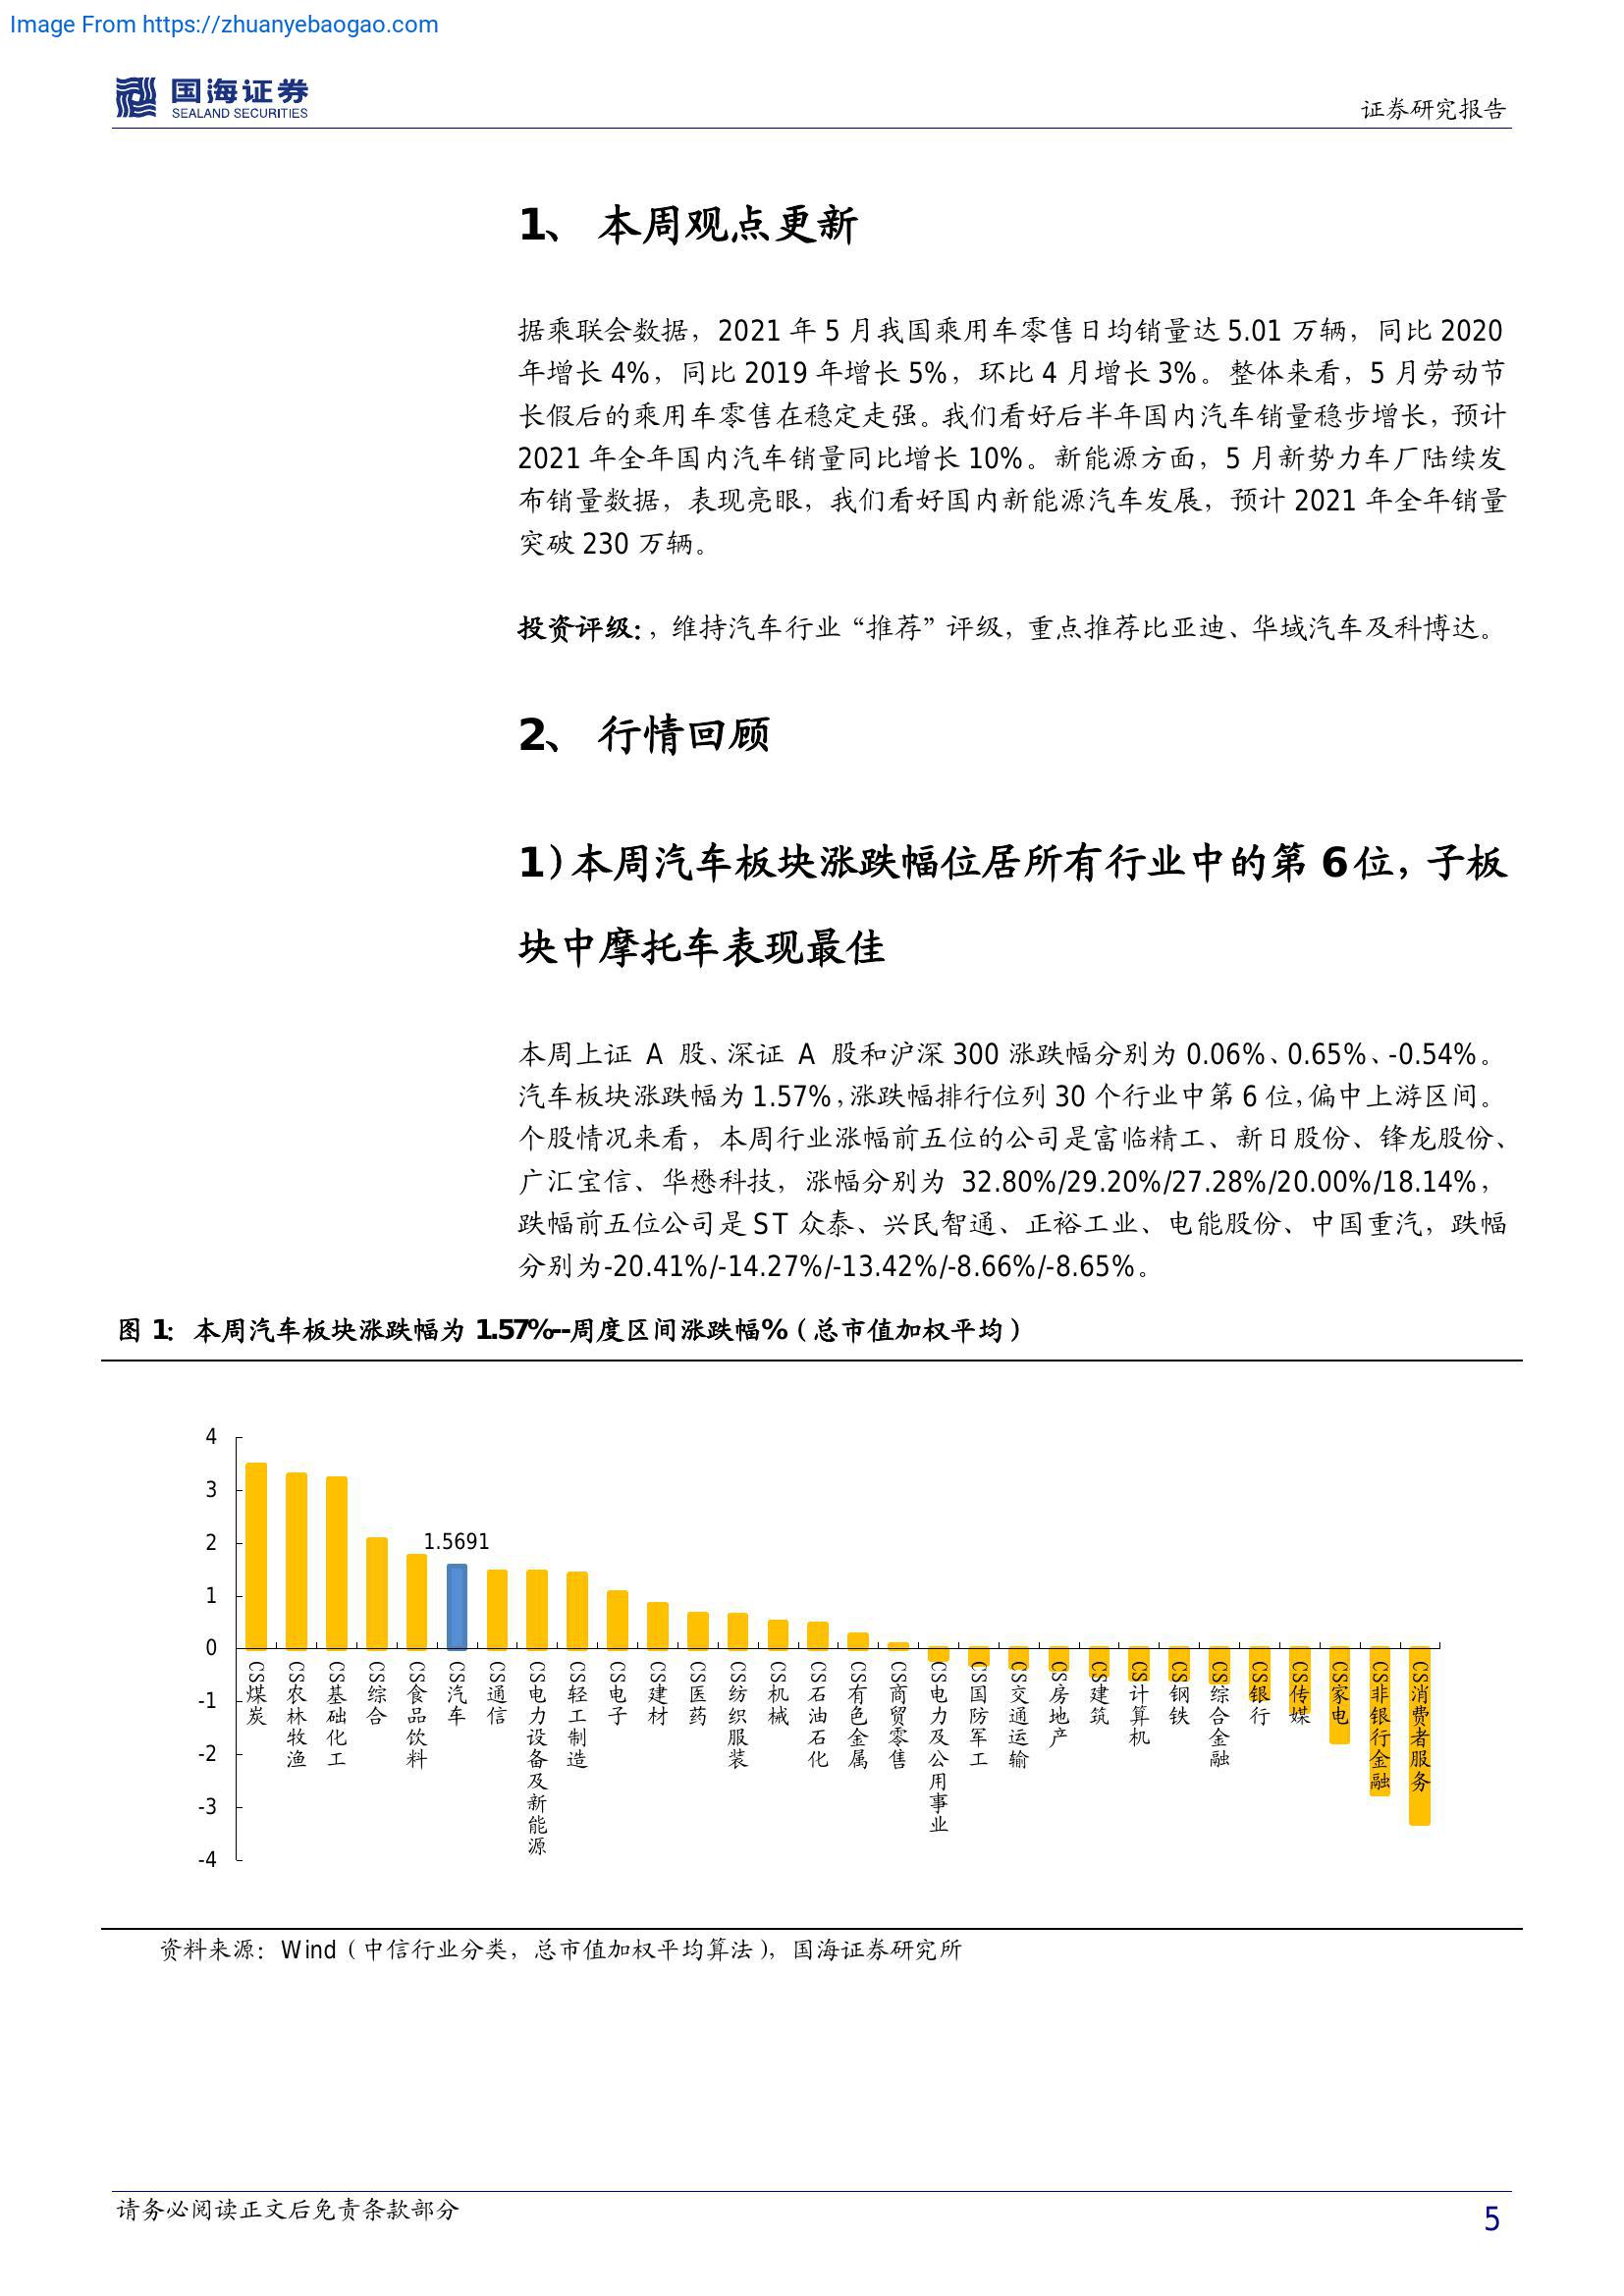 Image From https://zhuanyebaogao.com
国海证券
SEALAND SECURITIES
证券研究报告
1、 本周观点更新
据乘联会数据，2021 年 5 月我国乘用车零售日均销量达 5.01 万辆，同比 2020
年增长 4%，同比 2019 年增长 5%，环比 4 月增长 3%。整体来看，5 月劳动节
长假后的乘用车零售在稳定走强。我们看好后半年国内汽车销量稳步增长，预计
2021 年全年国内汽车销量同比增长 10%。新能源方面，5 月新势力车厂陆续发
布销量数据，表现亮眼，我们看好国内新能源汽车发展，预计 2021 年全年销量
突破 230 万辆。
投资评级：，维持汽车行业“推荐”评级，重点推荐比亚迪、华域汽车及科博达。
2、 行情回顾
1）本周汽车板块涨跌幅位居所有行业中的第 6 位，子板
块中摩托车表现最佳
本周上证 A 股、深证 A 股和沪深 300 涨跌幅分别为 0.06%、0.65%、-0.54%。
汽车板块涨跌幅为 1.57%，涨跌幅排行位列 30 个行业中第 6 位，偏中上游区间。
个股情况来看，本周行业涨幅前五位的公司是富临精工、新日股份、锋龙股份、
广汇宝信、华懋科技，涨幅分别为 32.80%/29.20%/27.28%/20.00%/18.14%，
跌幅前五位公司是 ST 众泰、兴民智通、正裕工业、电能股份、中国重汽，跌幅
分别为-20.41%/-14.27%/-13.42%/-8.66%/-8.65%。
图 1：本周汽车板块涨跌幅为 1.57%--周度区间涨跌幅%（总市值加权平均）
4
3
2
1
0
-1
-2
-3
-4
1.5691
CS煤炭
CS农林牧渔
CS基础化工
CS综合
CS食品饮料
CS汽车
CS通信
CS电力设备及新能源
CS轻工制造
CS电子
CS建材
CS医药
CS纺织服装
CS机械
CS石油石化
CS有色金属
CS商贸零售
CS电力及公用事业
CS国防军工
CS交通运输
CS房地产
CS建筑
CS计算机
CS钢铁
CS综合金融
CS银行
CS传媒
CS家电
CS非银行金融
CS消费者服务
资料来源：Wind（中信行业分类，总市值加权平均算法），国海证券研究所
请务必阅读正文后免责条款部分
5